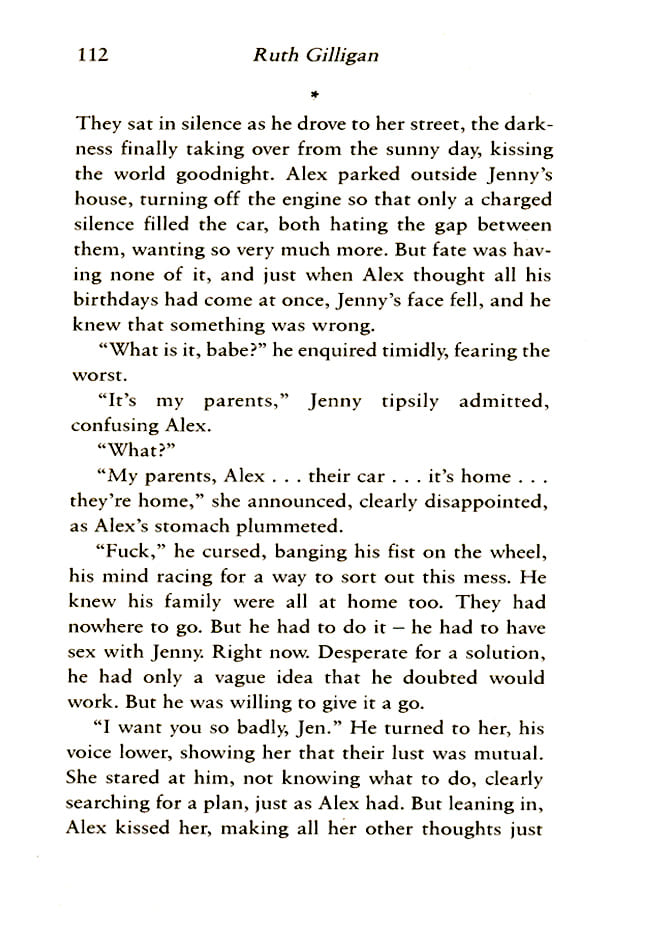 112 Ruth Gilligan
*
They sat in silence as he drove to her street, the dark-
ness finally taking over from the sunny day, kissing
the world goodnight. Alex parked outside Jenny's
house, turning off the engine so that only a charged
silence filled the car, both hating the gap between
them, wanting so very much more. But fate was hav-
ing none of it, and just when Alex thought all his
birthdays had come at once, Jenny's face fell, and he
knew that something was wrong.
“What is it, babe?” he enquired timidly, fearing the
worst.
“It's my parents,” Jenny tipsily admitted,
confusing Alex.
“What?”
“My parents, Alex . . . their car . . . it's home . . .
they're home,” she announced, clearly disappointed,
as Alex's stomach plummeted.
“Fuck,” he cursed, banging his fist on the wheel,
his mind racing for a way to sort out this mess. He
knew his family were all at home too. They had
nowhere to go. But he had to do it – he had to have
sex with Jenny. Right now. Desperate for a solution,
he had only a vague idea that he doubted would
work. But he was willing to give it a go.
“I want you so badly, Jen.” He turned to her, his
voice lower, showing her that their lust was mutual.
She stared at him, not knowing what to do, clearly
searching for a plan, just as Alex had. But leaning in,
Alex kissed her, making all her other thoughts just